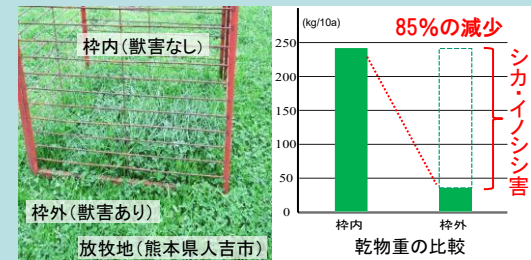 枠内(獣害なし)
枠外(獣害あり)
放牧地(熊本県人吉市)
(kg/10a)
85%の減少
250
200
150
100
50
0
枠内
枠外
シカ・イノシシ害
乾物重の比較